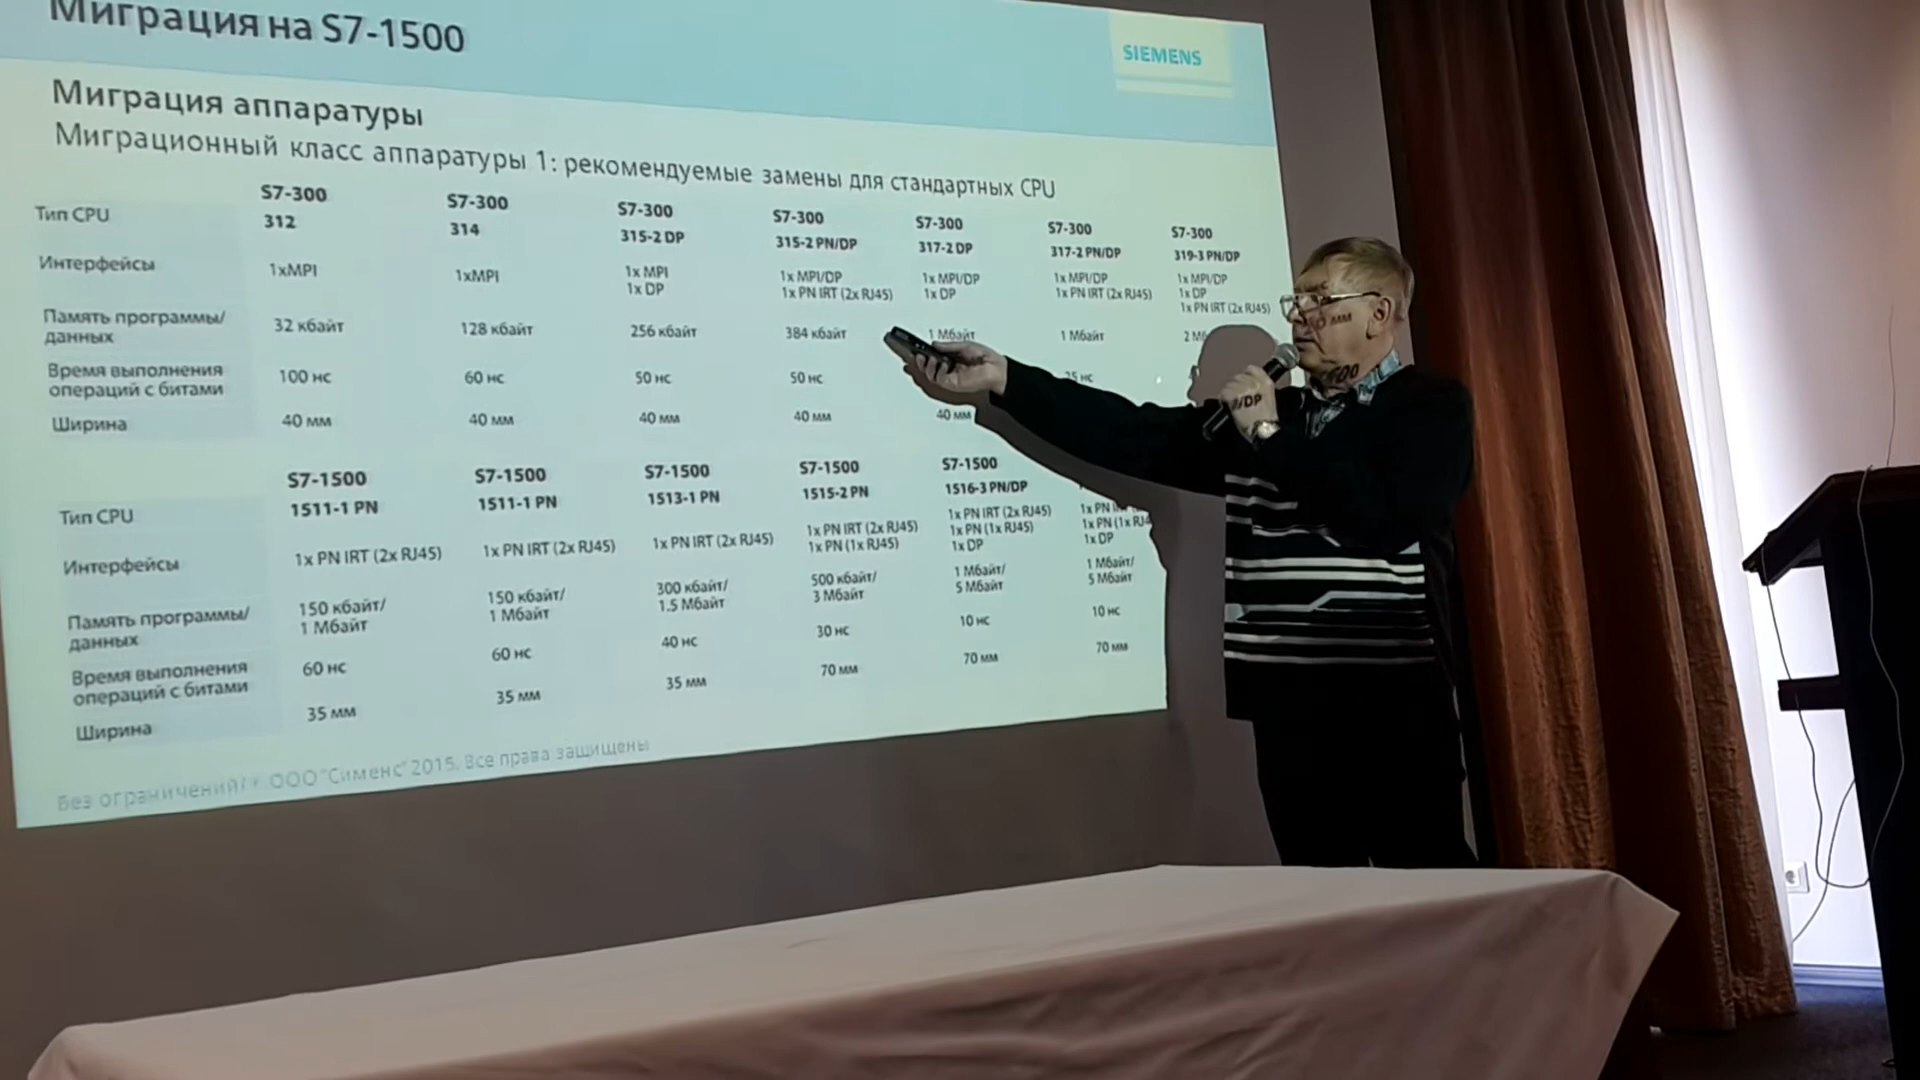 Миграция на S7-1500
SIEMENS
Миграция аппаратуры
Миграционный класс аппаратуры 1: рекомендуемые замены для стандартных CPU
Тип CPU
S7-300 S7-300 S7-300 S7-300 S7-300 S7-300 S7-300
312 314 315-2 DP 315-2 PN/DP 317-2 DP 317-2 PN/DP 319-3 PN/DP
Интерфейсы
1xMPI 1xMPI 1x MPI 1x MPI/DP 1x MPI/DP 1x MPI/DP 1x MPI/DP
1x DP 1x PN IRT (2x RJ45) 1x DP 1x PN IRT (2x RJ45) 1x DP
1x PN IRT (2x RJ45)
Память программы/
данных
32 кбайт 128 кбайт 256 кбайт 384 кбайт 1 Мбайт 1 Мбайт 2
Время выполнения
операций с битами
100 нс 60 нс 50 нс 50 нс нс
Ширина 40 мм 40 мм 40 мм 40 мм 40 мм мм
S7-1500 S7-1500 S7-1500 S7-1500 S7-1500
Тип CPU 1511-1 PN 1511-1 PN 1513-1 PN 1515-2 PN 1516-3 PN/DP /DP
Интерфейсы
1x PN IRT (2x RJ45) 1x PN IRT (2x RJ45) 1x PN IRT (2x RJ45) 1x PN IRT (2x RJ45) 1x PN IRT (2x RJ45) 1x PN
1x PN (1x RJ45) 1x PN (1x RJ45) 1x PN (1x RJ4
1x DP 1x DP
Память программы/
данных
150 кбайт/ 150 кбайт/ 300 кбайт/ 500 кбайт/ 1 Мбайт/ 1 Мбайт/
1 Мбайт 1 Мбайт 1.5 Мбайт 3 Мбайт 5 Мбайт 5 Мбайт
Время выполнения
операций с битами
60 нс 60 нс 40 нс 30 нс 10 нс 10 нс
Ширина 35 мм 35 мм 35 мм 70 мм 70 мм 70 мм
Без ограничений / © ООО "Сименс" 2015. Все права защищены